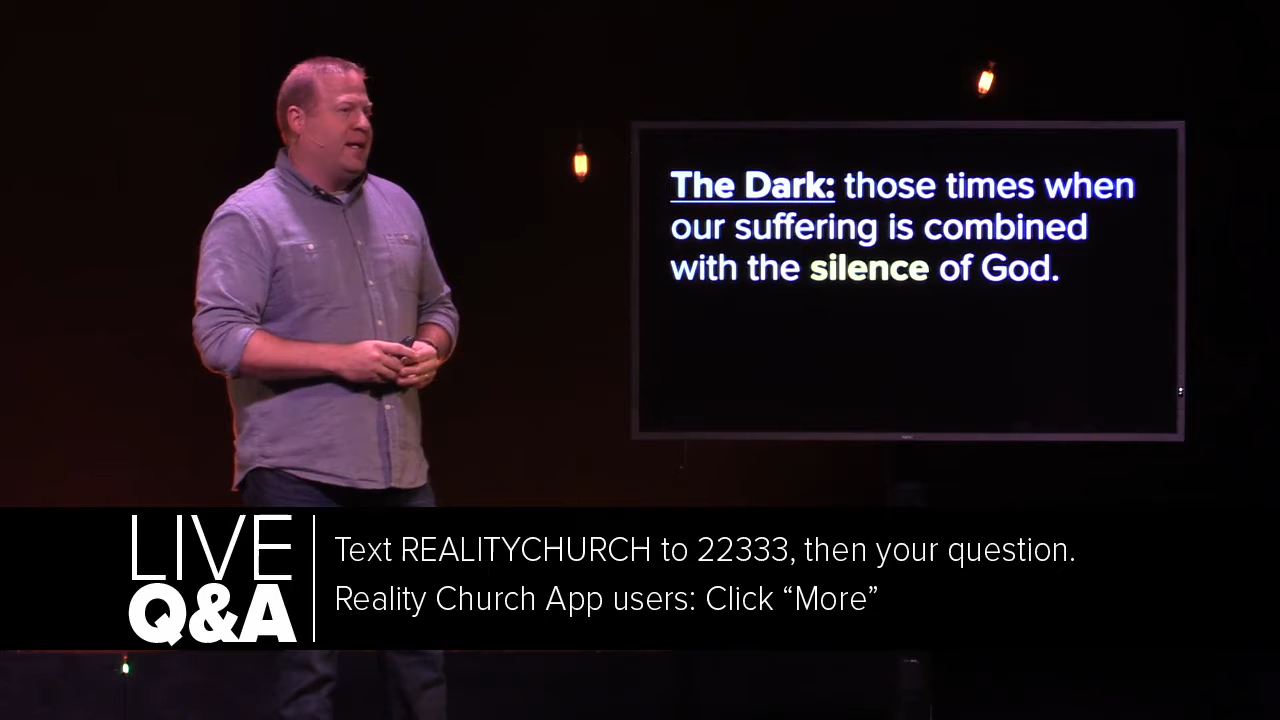 The Dark: those times when
our suffering is combined
with the silence of God.
LIVE
Q&A
Text REALITYCHURCH to 22333, then your question.
Reality Church App users: Click “More”